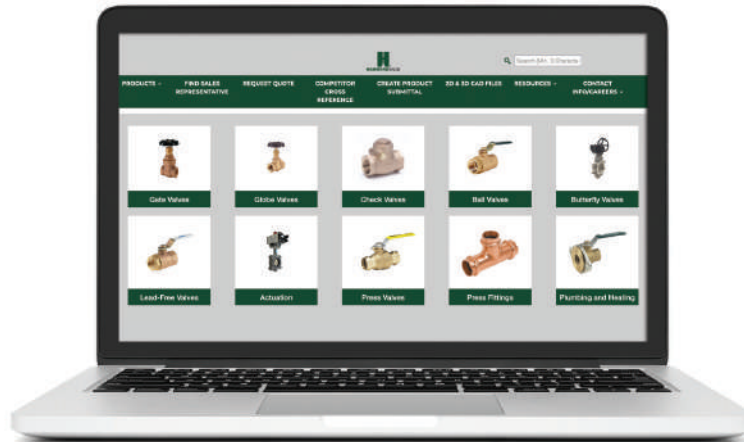 H
Search (Min. 3 Characte
PRODUCTS
FIND SALES
REPRESENTATIVE
REQUEST QUOTE
COMPETITOR
CROSS
REFERENCE
CREATE PRODUCT
SUBMITTAL
2D & 3D CAD FILES
RESOURCES
CONTACT
INFO/CAREERS
Gate Valves
Globe Valves
Check Valves
Ball Valves
Butterfly Valves
Lead-Free Valves
Actuation
Press Valves
Press Fittings
Plumbing and Heating